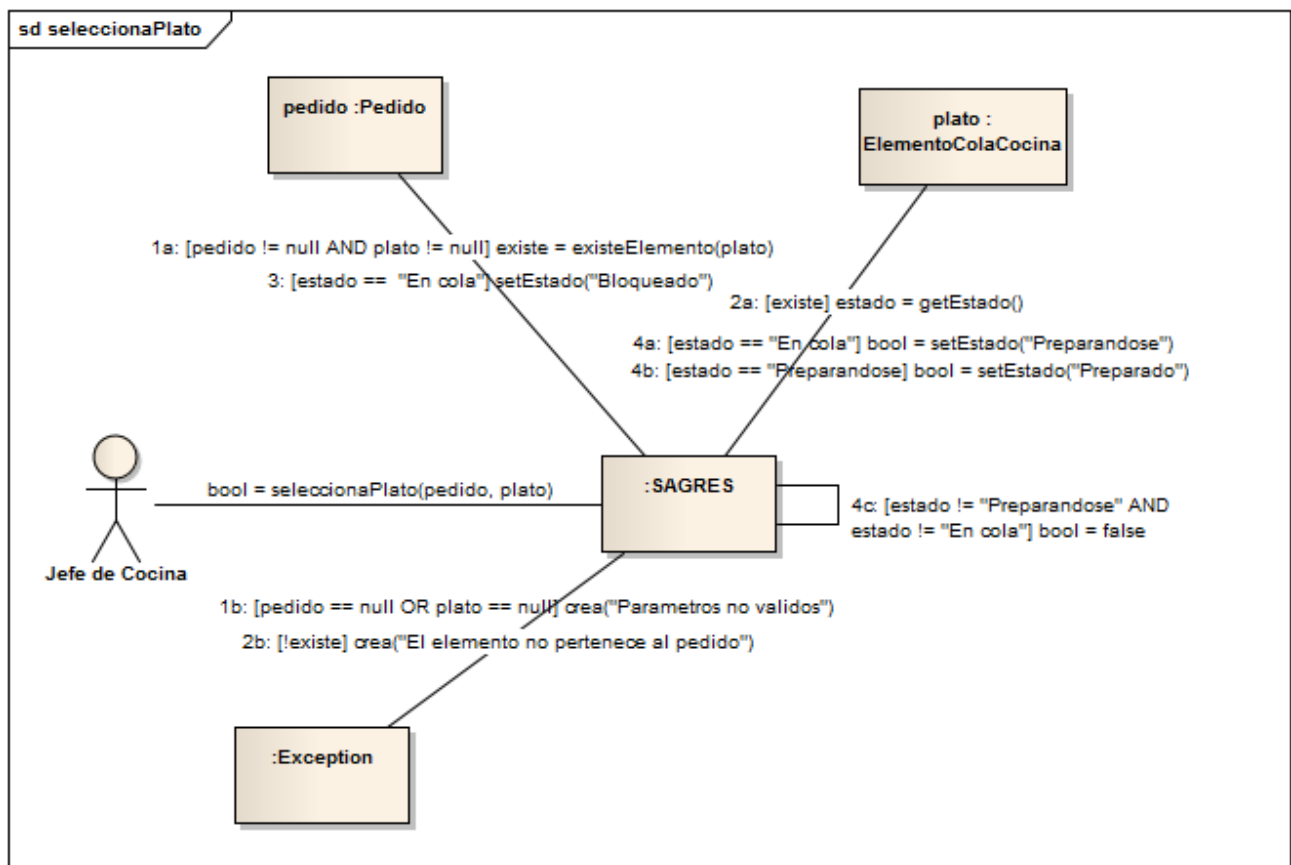 sd seleccionaPlato
pedido :Pedido
plato :
ElementoColaCocina
1a: [pedido != null AND plato != null] existe = existeElemento(plato)
3: [estado ==  "En cola"] setEstado("Bloqueado")
2a: [existe] estado = getEstado()
4a: [estado == "En cola"] bool = setEstado("Preparandose")
4b: [estado == "Preparandose] bool = setEstado("Preparado")
:SAGRES
bool = seleccionaPlato(pedido, plato)
4c: [estado != "Preparandose" AND
estado != "En cola"] bool = false
Jefe de Cocina
1b: [pedido == null OR plato == null] crea("Parametros no validos")
2b: [!existe] crea("El elemento no pertenece al pedido")
:Exception